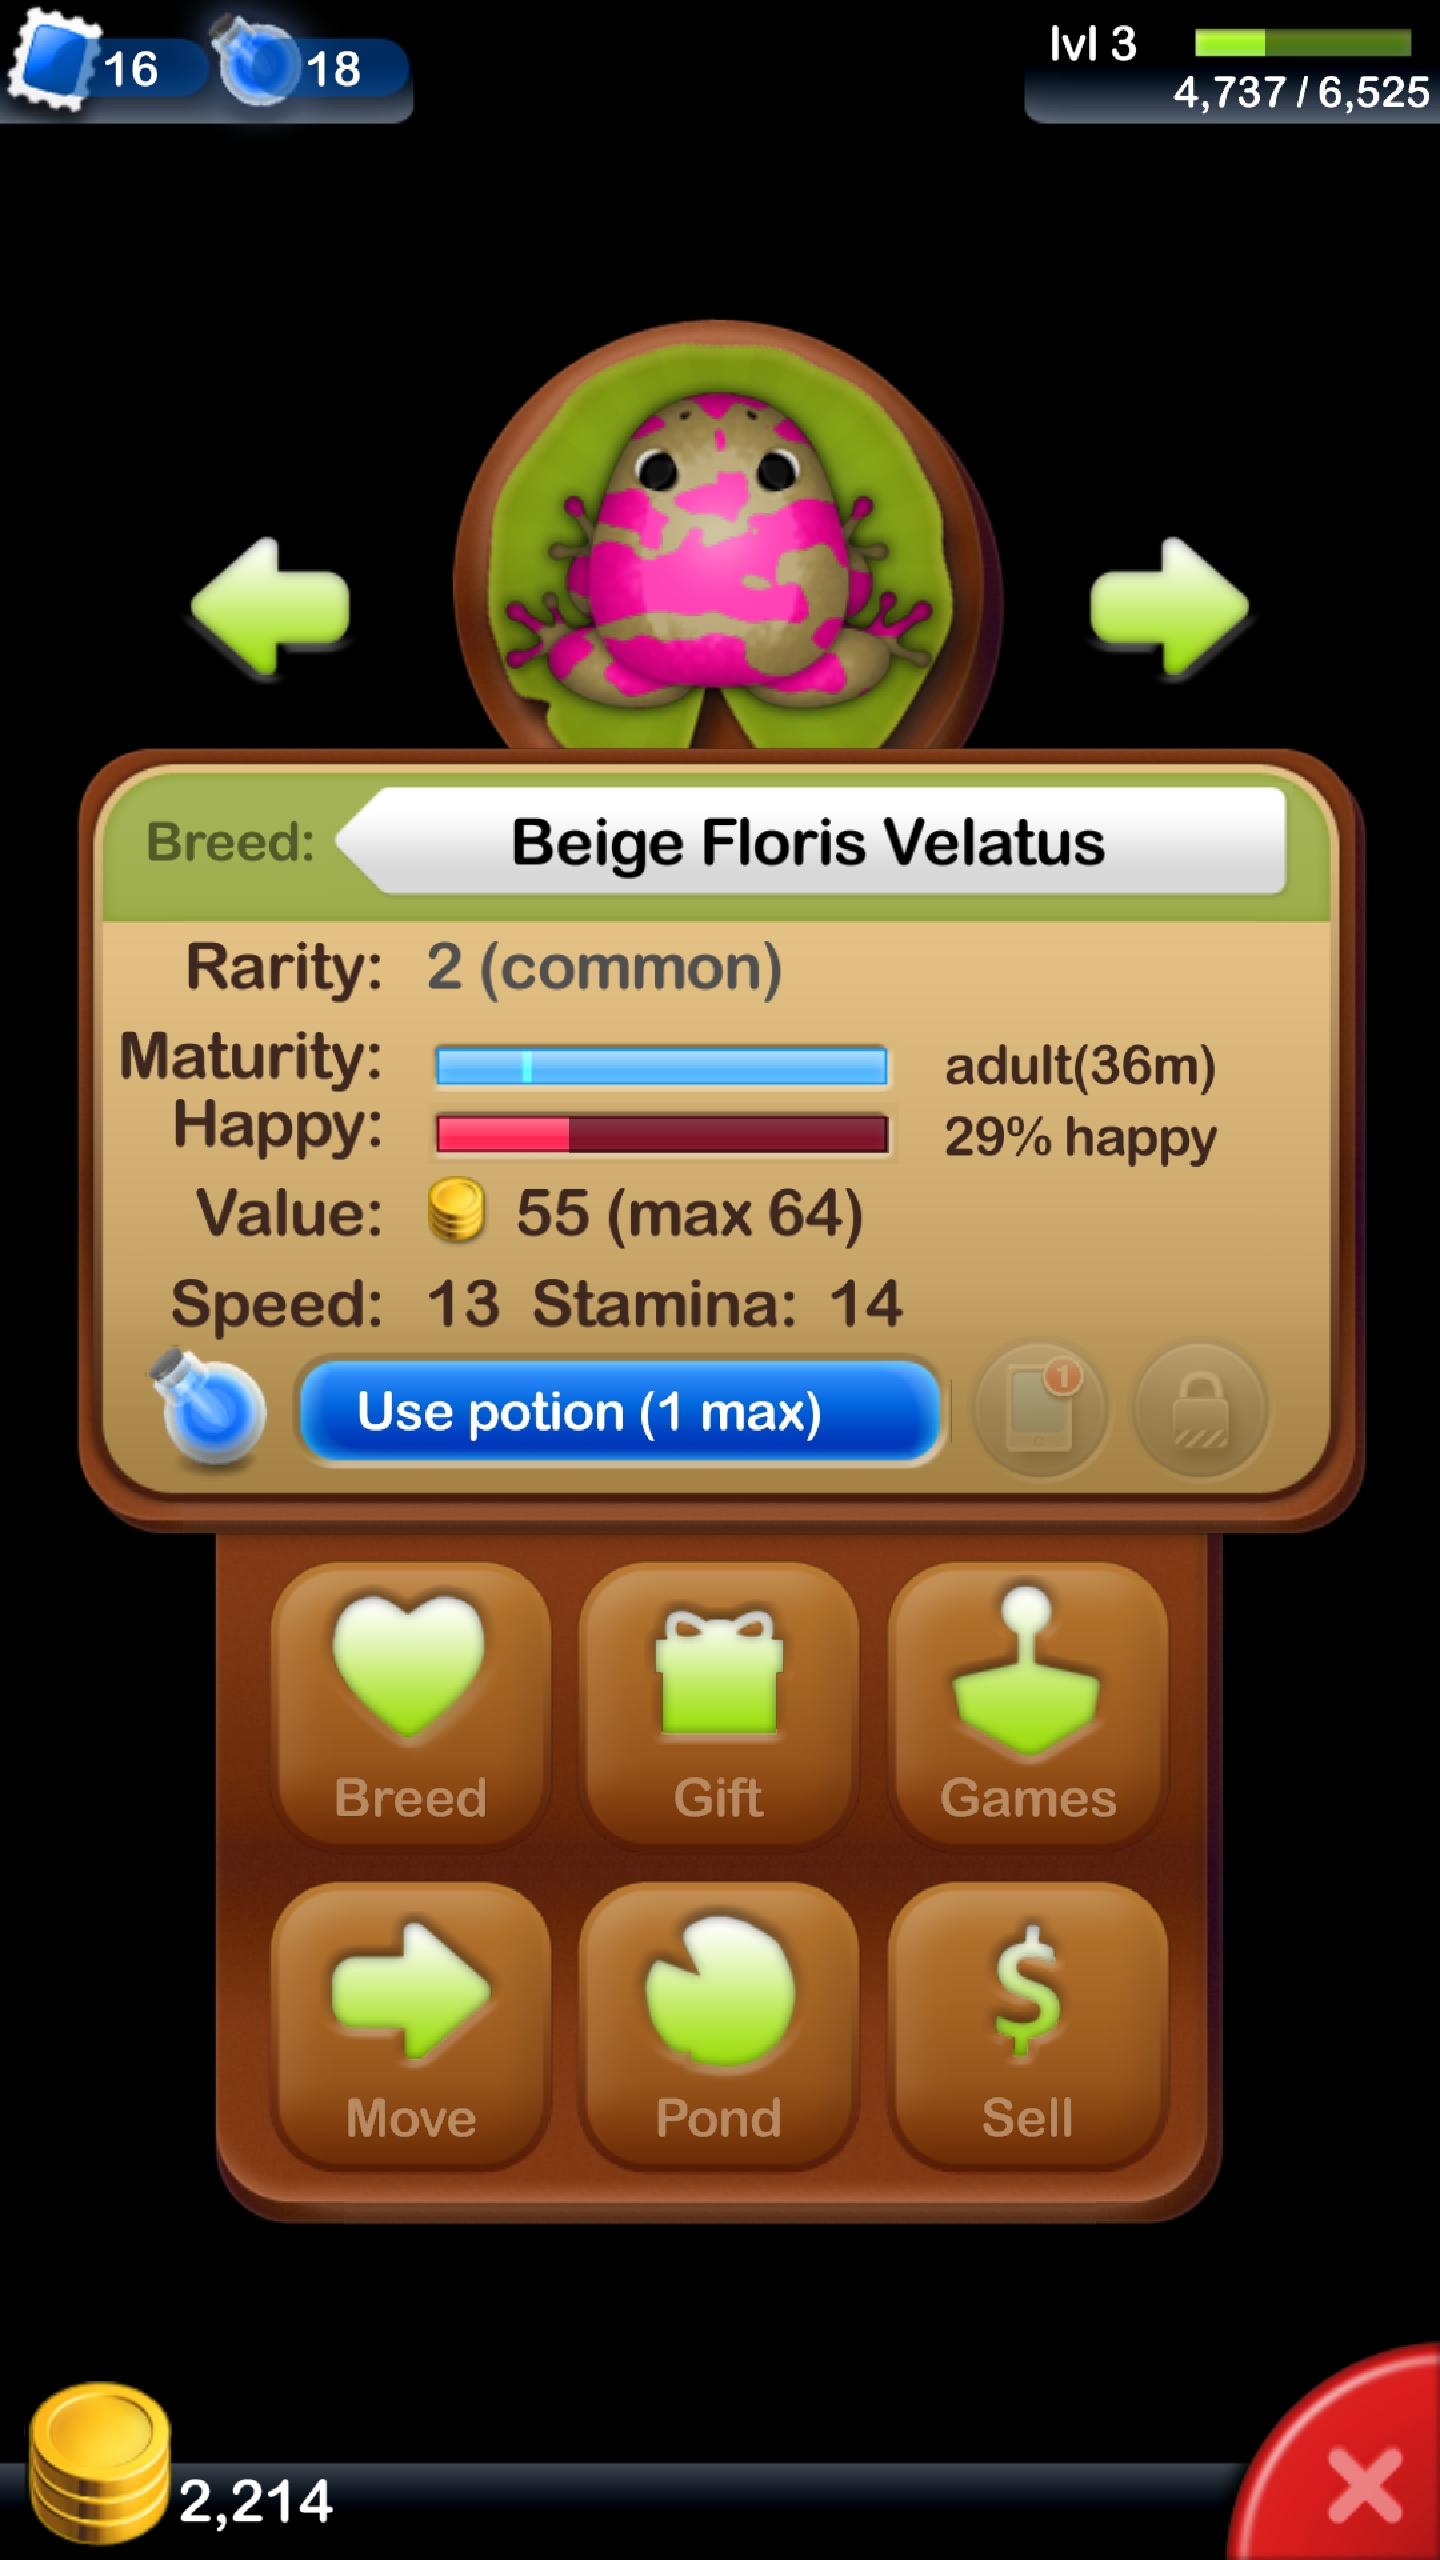 16
18
lvl 3
4,737 / 6,525
Breed: Beige Floris Velatus
Rarity: 2 (common)
Maturity: adult(36m)
Happy: 29% happy
Value: 55 (max 64)
Speed: 13 Stamina: 14
Use potion (1 max)
1
Breed
Gift
Games
Move
Pond
$
Sell
2,214